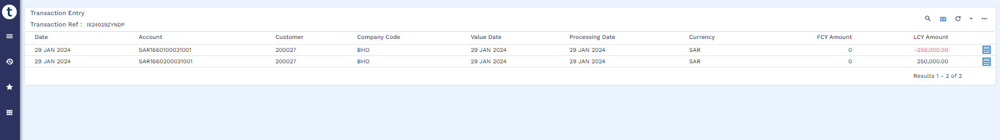 t
Transaction Entry
Transaction Ref : IS24029ZYNDP
Date Account Customer Company Code Value Date Processing Date Currency FCY Amount LCY Amount
29 JAN 2024 SAR1660100031001 200027 BHO 29 JAN 2024 29 JAN 2024 SAR 0 -250,000.00
29 JAN 2024 SAR1660200031001 200027 BHO 29 JAN 2024 29 JAN 2024 SAR 0 250,000.00
Results 1 - 2 of 2